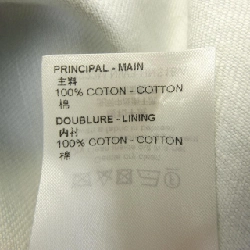 PRINCIPAL - MAIN
主料
100% COTON - COTTON
棉
DOUBLURE - LINING
内衬
100% COTON - COTTON
棉